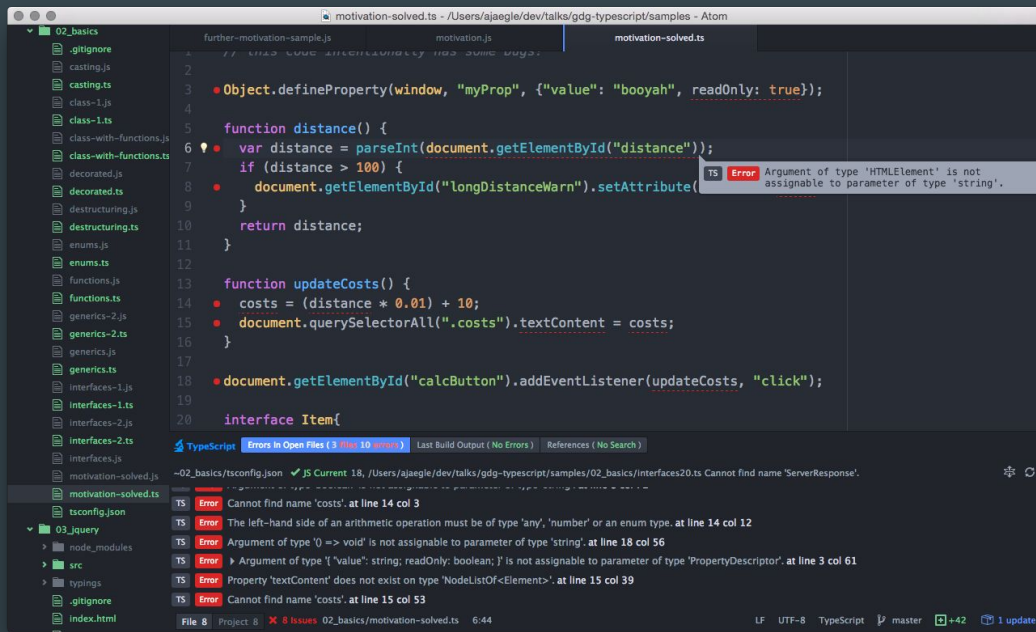 motivation-solved.ts - /Users/ajaegle/dev/talks/gdg-typescript/samples - Atom
02_basics
.gitignore
casting.js
casting.ts
class-1.js
class-1.ts
class-with-functions.js
class-with-functions.ts
decorated.js
decorated.ts
destructuring.js
destructuring.ts
enums.js
enums.ts
functions.js
functions.ts
generics-2.js
generics-2.ts
generics.js
generics.ts
interfaces-1.js
interfaces-1.ts
interfaces-2.js
interfaces-2.ts
interfaces.js
motivation-solved.js
motivation-solved.ts
tsconfig.json
03_jquery
node_modules
src
typings
.gitignore
index.html
further-motivation-sample.js motivation.js motivation-solved.ts
1 // this code intentionally has some bugs!
2
3 Object.defineProperty(window, "myProp", {"value": "booyah", readOnly: true});
4
5 function distance() {
6 var distance = parseInt(document.getElementById("distance"));
7 if (distance > 100) {
8 document.getElementById("longDistanceWarn").setAttribute(
9 }
10 return distance;
11 }
12
13 function updateCosts() {
14 costs = (distance * 0.01) + 10;
15 document.querySelectorAll(".costs").textContent = costs;
16 }
17
18 document.getElementById("calcButton").addEventListener(updateCosts, "click");
19
20 interface Item{
TS Error Argument of type 'HTMLElement' is not
assignable to parameter of type 'string'.
TypeScript Errors In Open Files ( 3 files 10 errors ) Last Build Output ( No Errors ) References ( No Search )
~02_basics/tsconfig.json ✔ JS Current 18, /Users/ajaegle/dev/talks/gdg-typescript/samples/02_basics/interfaces20.ts Cannot find name 'ServerResponse'.
TS Error Cannot find name 'costs'. at line 14 col 3
TS Error The left-hand side of an arithmetic operation must be of type 'any', 'number' or an enum type. at line 14 col 12
TS Error Argument of type '() => void' is not assignable to parameter of type 'string'. at line 18 col 56
TS Error ▸ Argument of type '{ "value": string; readOnly: boolean; }' is not assignable to parameter of type 'PropertyDescriptor'. at line 3 col 61
TS Error Property 'textContent' does not exist on type 'NodeListOf<Element>'. at line 15 col 39
TS Error Cannot find name 'costs'. at line 15 col 53
File 8 Project 8 ✖ 8 Issues 02_basics/motivation-solved.ts 6:44 LF UTF-8 TypeScript master +42 1 update